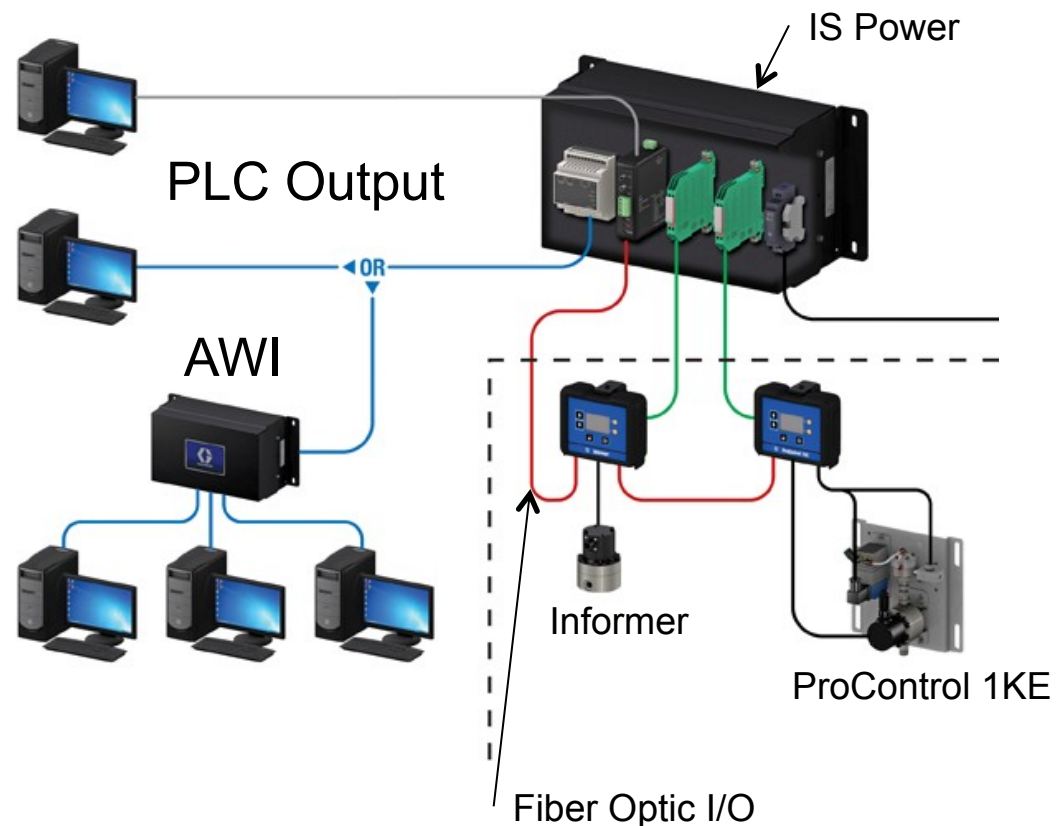 IS Power
PLC Output
OR
AWI
Informer
ProControl 1KE
Fiber Optic I/O